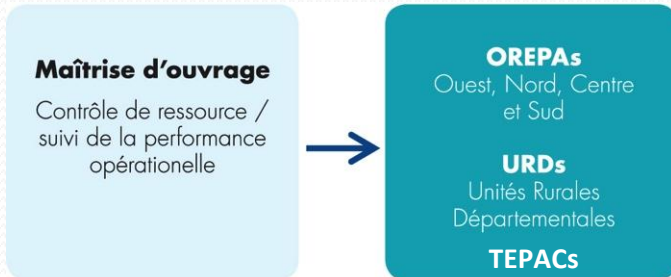 Maîtrise d'ouvrage
Contrôle de ressource /
suivi de la performance
opérationelle
OREPAs
Ouest, Nord, Centre
et Sud
URDs
Unités Rurales
Départementales
TEPACs